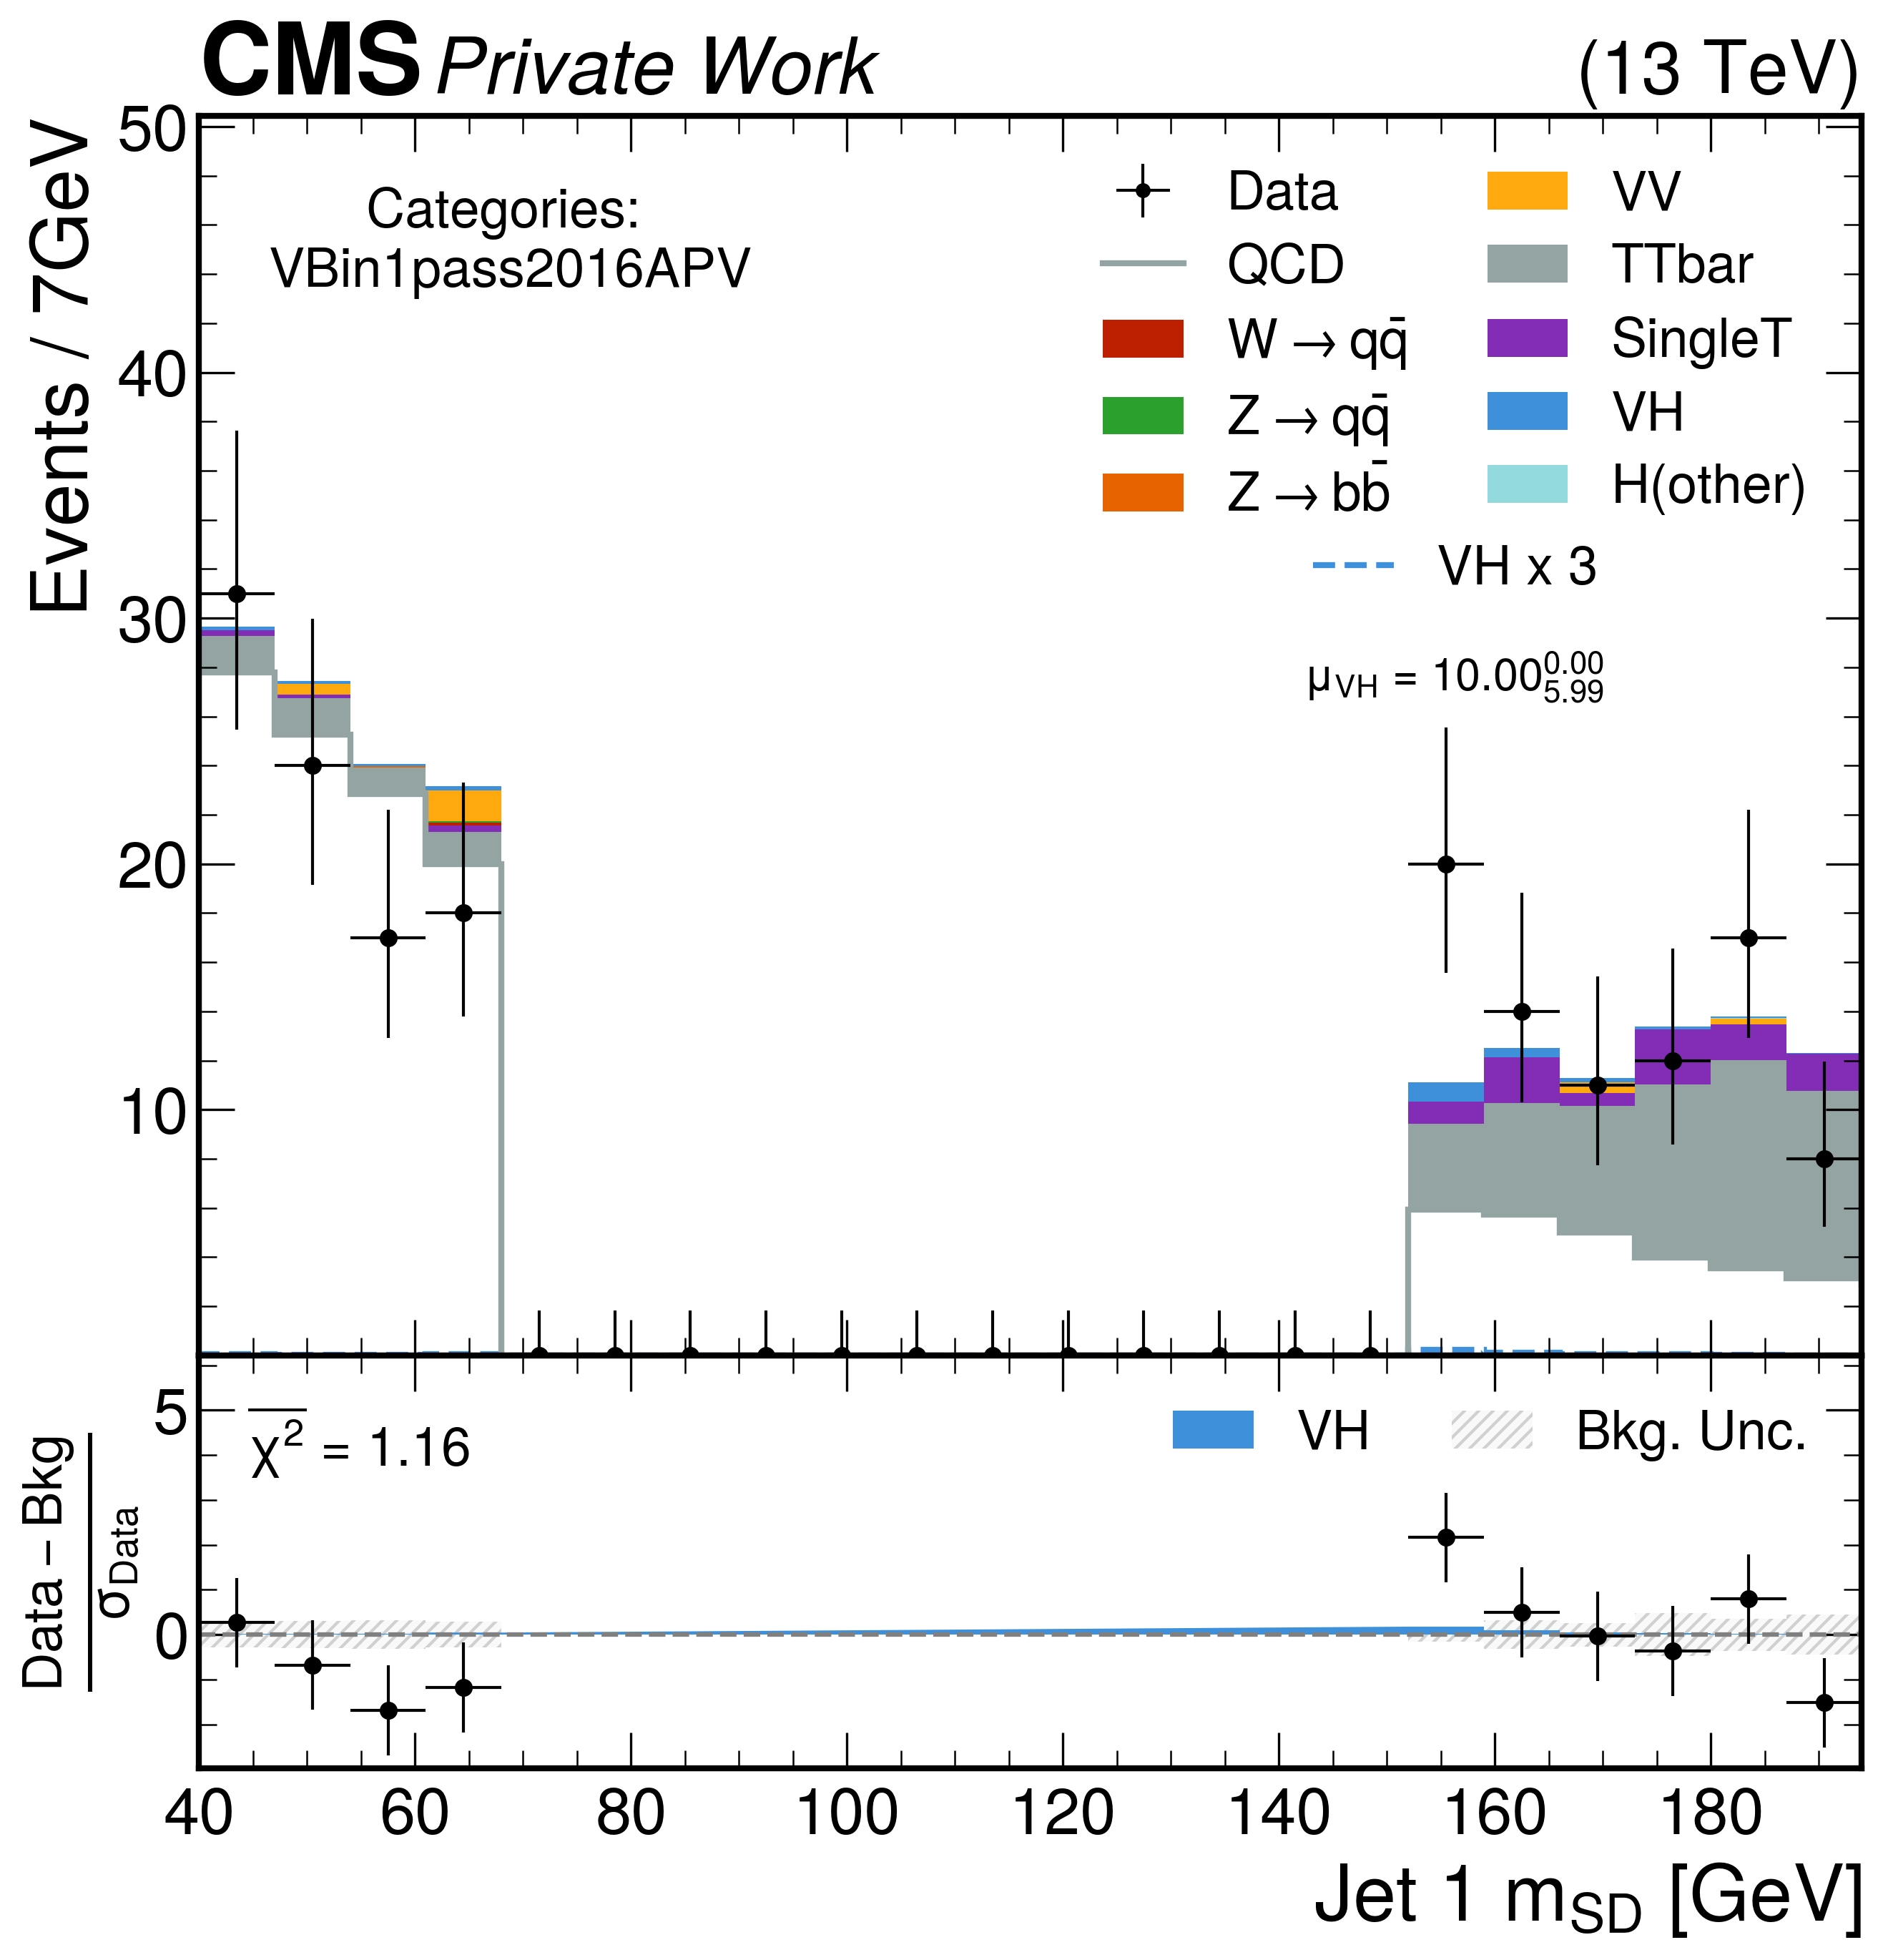 CMS Private Work (13 TeV)
Events / 7GeV
50
40
30
20
10
Categories:
VBin1pass2016APV
Data
QCD
W → qq̄
Z → qq̄
Z → bb̄
VV
TTbar
SingleT
VH
H(other)
VH x 3
μVH = 10.00 0.00 5.99
Data − Bkg
σData
5
0
χ² = 1.16
VH
Bkg. Unc.
40 60 80 100 120 140 160 180
Jet 1 mSD [GeV]